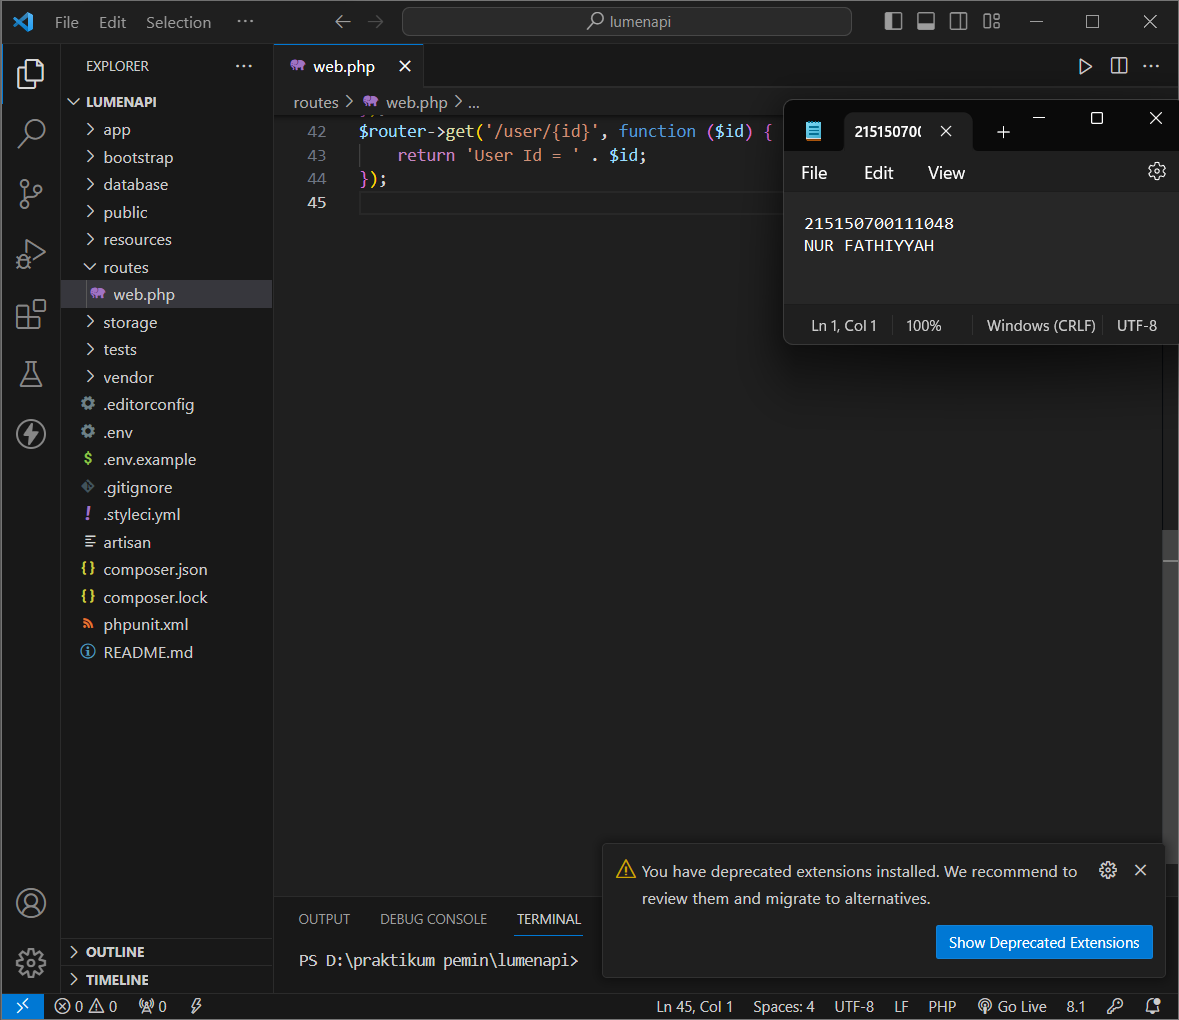 File Edit Selection ···
lumenapi
EXPLORER ···
LUMENAPI
app
bootstrap
database
public
resources
routes
web.php
storage
tests
vendor
.editorconfig
.env
.env.example
.gitignore
.styleci.yml
artisan
composer.json
composer.lock
phpunit.xml
README.md
OUTLINE
TIMELINE
web.php
routes > web.php > ...
42 $router->get('/user/{id}', function ($id) {
43 return 'User Id = ' . $id;
44 });
45
File Edit View
215150700111048
NUR FATHIYYAH
Ln 1, Col 1 100% Windows (CRLF) UTF-8
You have deprecated extensions installed. We recommend to
review them and migrate to alternatives.
Show Deprecated Extensions
OUTPUT DEBUG CONSOLE TERMINAL
PS D:\praktikum pemin\lumenapi>
0 0 0 Ln 45, Col 1 Spaces: 4 UTF-8 LF PHP Go Live 8.1